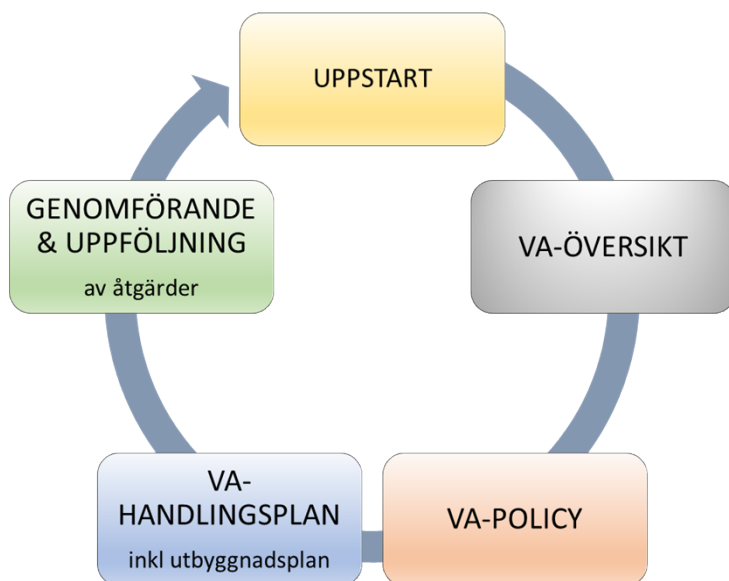 UPPSTART
VA-ÖVERSIKT
VA-POLICY
VA-
HANDLINGSPLAN
inkl utbyggnadsplan
GENOMFÖRANDE
& UPPFÖLJNING
av åtgärder